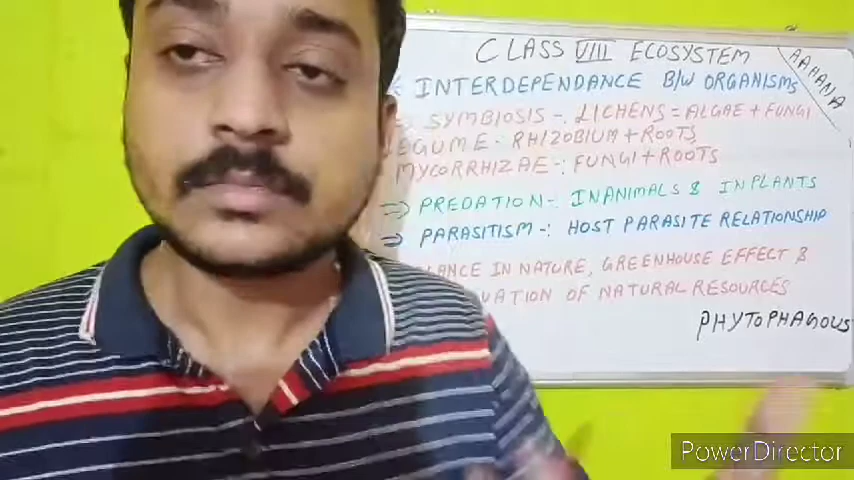 CLASS VIII ECOSYSTEM
AAHANA
INTERDEPENDANCE B/W ORGANISMS
SYMBIOSIS -. LICHENS = ALGAE + FUNGI
EGUME - RHIZOBIUM + ROOTS
MYCORRHIZAE -: FUNGI + ROOTS
⇒ PREDATION -: IN ANIMALS & IN PLANTS
⇒ PARASITISM -: HOST PARASITE RELATIONSHIP
LANCE IN NATURE, GREENHOUSE EFFECT &
VATION OF NATURAL RESOURCES
PHYTOPHAGOUS
PowerDirector